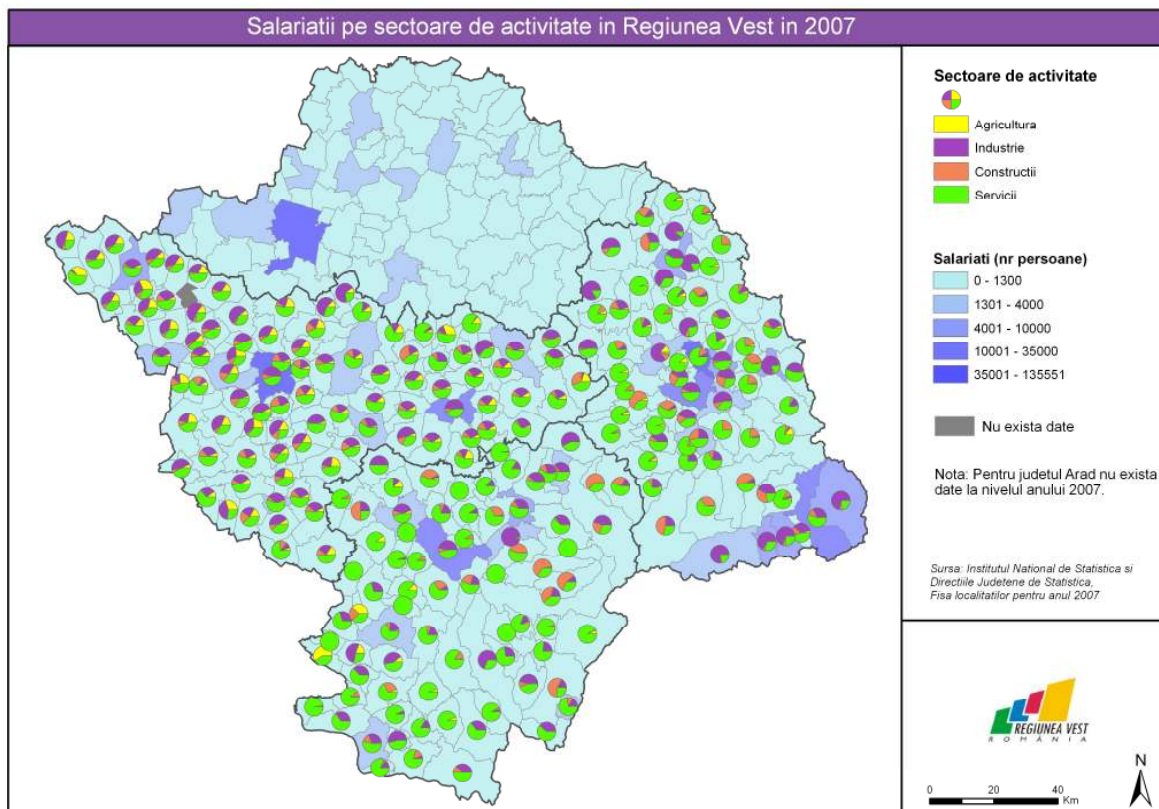 Salariatii pe sectoare de activitate in Regiunea Vest in 2007
Sectoare de activitate
Agricultura
Industrie
Constructii
Servicii
Salariati (nr persoane)
0 - 1300
1301 - 4000
4001 - 10000
10001 - 35000
35001 - 135551
Nu exista date
Nota: Pentru judetul Arad nu exista
date la nivelul anului 2007.
Sursa: Institutul National de Statistica si
Directiile Judetene de Statistica,
Fisa localitatilor pentru anul 2007
REGIUNEA VEST
ROMÂNIA
N
0 20 40
Km